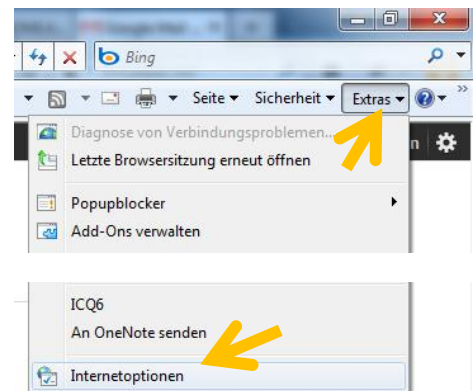 Bing
Seite Sicherheit Extras
Diagnose von Verbindungsproblemen...
Letzte Browsersitzung erneut öffnen
Popupblocker
Add-Ons verwalten
ICQ6
An OneNote senden
Internetoptionen